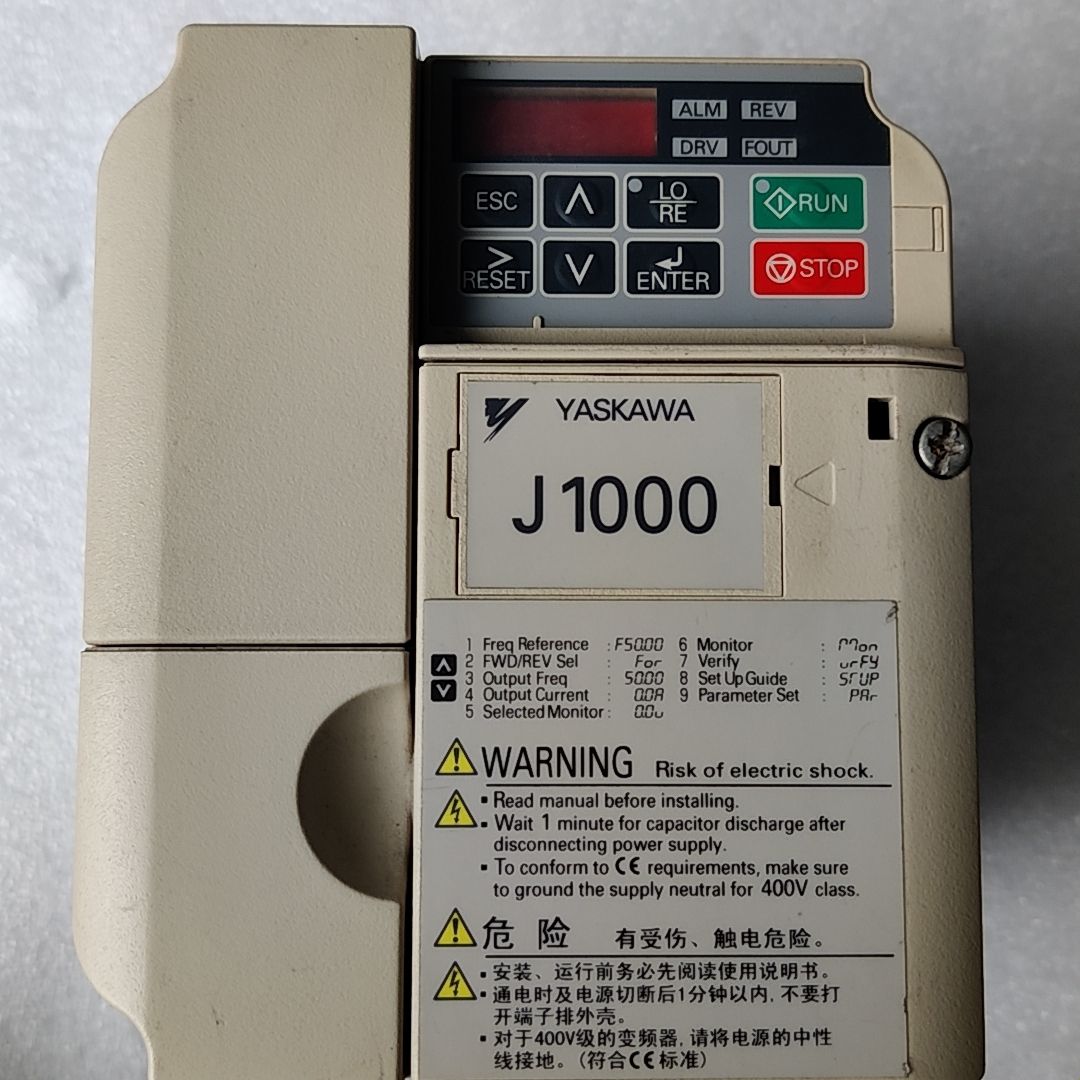 ALM REV
DRV FOUT
ESC LO/RE RUN
> RESET ENTER STOP
YASKAWA
J1000
1 Freq Reference : F50.00 6 Monitor : Mon
2 FWD/REV Sel : For 7 Verify : vrFY
3 Output Freq : 50.00 8 Set Up Guide : STUP
4 Output Current : 0.0A 9 Parameter Set : PAr
5 Selected Monitor : 0.0v
WARNING Risk of electric shock.
▪ Read manual before installing.
▪ Wait 1 minute for capacitor discharge after
disconnecting power supply.
▪ To conform to CE requirements, make sure
to ground the supply neutral for 400V class.
危 险 有受伤、触电危险。
▪ 安装、运行前务必先阅读使用说明书。
▪ 通电时及电源切断后1分钟以内, 不要打
开端子排外壳。
▪ 对于400V级的变频器, 请将电源的中性
线接地。(符合CE标准)